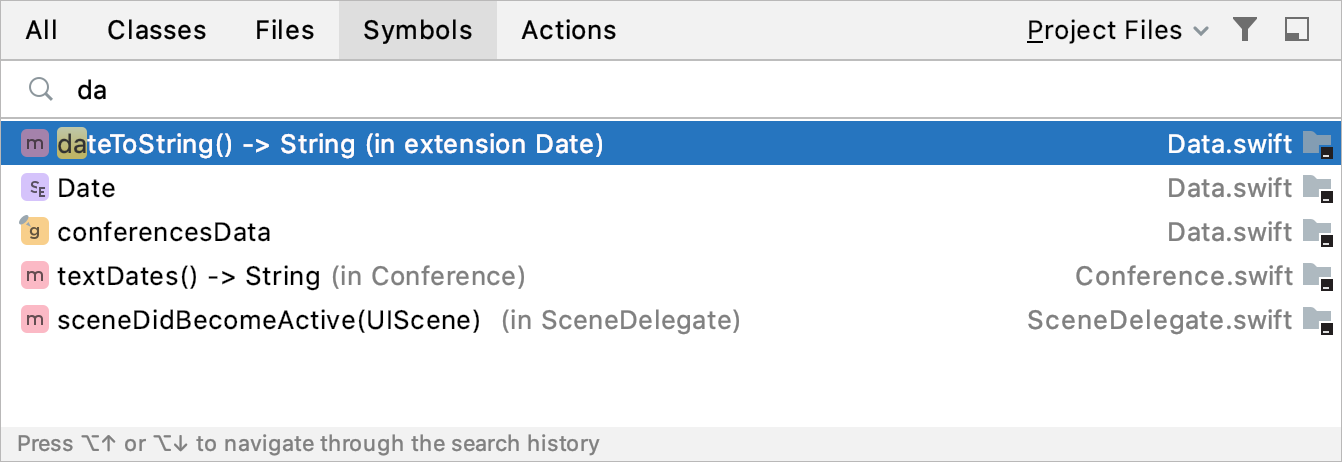 All Classes Files Symbols Actions Project Files
da
m dateToString() -> String (in extension Date) Data.swift
SE Date Data.swift
g conferencesData Data.swift
m textDates() -> String (in Conference) Conference.swift
m sceneDidBecomeActive(UIScene) (in SceneDelegate) SceneDelegate.swift
Press ⌥↑ or ⌥↓ to navigate through the search history